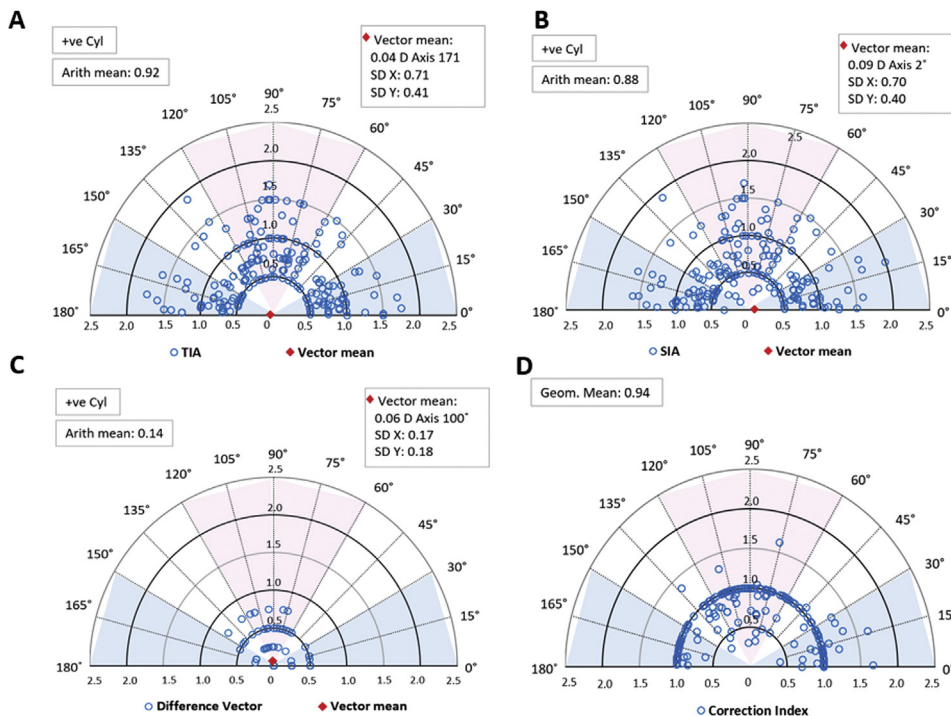 A
+ve Cyl
Arith mean: 0.92
Vector mean:
0.04 D Axis 171
SD X: 0.71
SD Y: 0.41
90°
2.5
105°
75°
120°
60°
135°
45°
150°
30°
165°
15°
180°
0°
2.0
1.5
1.0
0.5
2.5 2.0 1.5 1.0 0.5 0 0.5 1.0 1.5 2.0 2.5
TIA Vector mean
B
+ve Cyl
Arith mean: 0.88
Vector mean:
0.09 D Axis 2°
SD X: 0.70
SD Y: 0.40
90°
105°
75°
2.5
120°
60°
135°
45°
150°
30°
165°
15°
180°
0°
2.0
1.5
1.0
0.5
2.5 2.0 1.5 1.0 0.5 0 0.5 1.0 1.5 2.0 2.5
SIA Vector mean
C
+ve Cyl
Arith mean: 0.14
Vector mean:
0.06 D Axis 100°
SD X: 0.17
SD Y: 0.18
90°
2.5
105°
75°
120°
60°
135°
45°
150°
30°
165°
15°
180°
0°
2.0
1.5
1.0
0.5
2.5 2.0 1.5 1.0 0.5 0 0.5 1.0 1.5 2.0 2.5
Difference Vector Vector mean
D
Geom. Mean: 0.94
90°
2.5
105°
75°
120°
60°
135°
45°
150°
30°
165°
15°
180°
0°
2.0
1.5
1.0
0.5
2.5 2.0 1.5 1.0 0.5 0 0.5 1.0 1.5 2.0 2.5
Correction Index